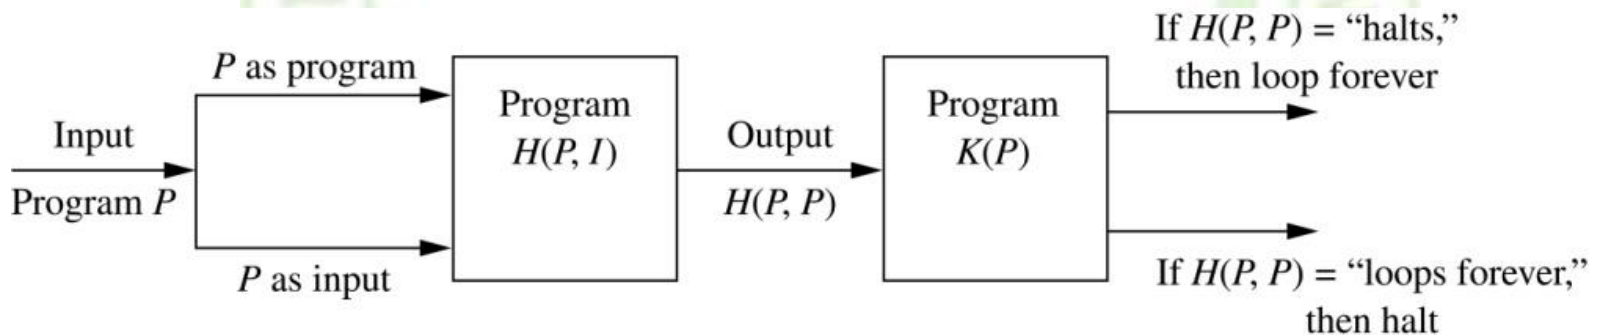 Input
Program P
P as program
P as input
Program
H(P, I)
Output
H(P, P)
Program
K(P)
If H(P, P) = “halts,”
then loop forever
If H(P, P) = “loops forever,”
then halt